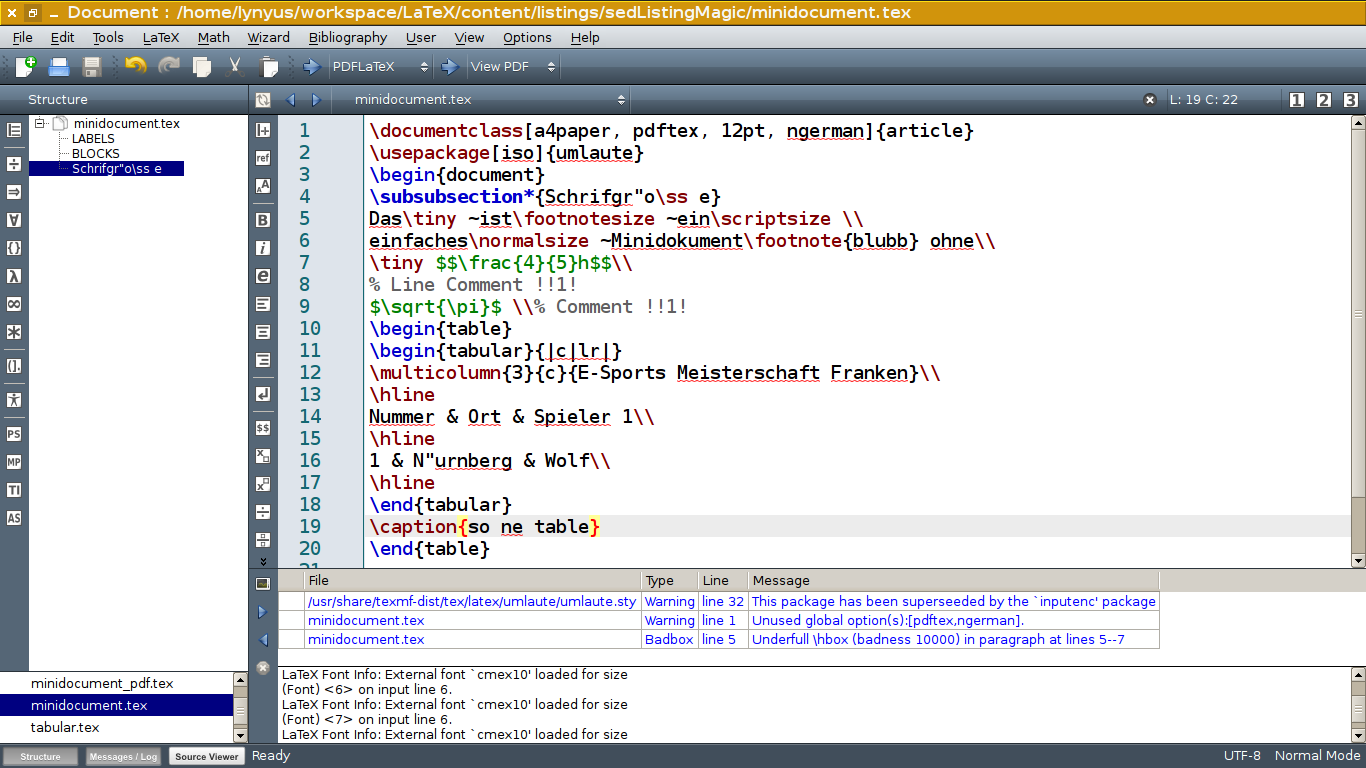 Document : /home/lynyus/workspace/LaTeX/content/listings/sedListingMagic/minidocument.tex
File Edit Tools LaTeX Math Wizard Bibliography User View Options Help
PDFLaTeX View PDF
Structure minidocument.tex L: 19 C: 22 1 2 3
minidocument.tex
LABELS
BLOCKS
Schrifgr"o\ss e
ref
PS
MP
TI
AS
1 \documentclass[a4paper, pdftex, 12pt, ngerman]{article}
2 \usepackage[iso]{umlaute}
3 \begin{document}
4 \subsubsection*{Schrifgr"o\ss e}
5 Das\tiny ~ist\footnotesize ~ein\scriptsize \\
6 einfaches\normalsize ~Minidokument\footnote{blubb} ohne\\
7 \tiny $$\frac{4}{5}h$$\\
8 % Line Comment !!1!
9 $\sqrt{\pi}$ \\% Comment !!1!
10 \begin{table}
11 \begin{tabular}{|c|lr|}
12 \multicolumn{3}{c}{E-Sports Meisterschaft Franken}\\
13 \hline
14 Nummer & Ort & Spieler 1\\
15 \hline
16 1 & N"urnberg & Wolf\\
17 \hline
18 \end{tabular}
19 \caption{so ne table}
20 \end{table}
File Type Line Message
/usr/share/texmf-dist/tex/latex/umlaute/umlaute.sty Warning line 32 This package has been superseeded by the `inputenc' package
minidocument.tex Warning line 1 Unused global option(s):[pdftex,ngerman].
minidocument.tex Badbox line 5 Underfull \hbox (badness 10000) in paragraph at lines 5--7
minidocument_pdf.tex
minidocument.tex
tabular.tex
LaTeX Font Info: External font `cmex10' loaded for size
(Font) <6> on input line 6.
LaTeX Font Info: External font `cmex10' loaded for size
(Font) <7> on input line 6.
LaTeX Font Info: External font `cmex10' loaded for size
Structure Messages / Log Source Viewer Ready UTF-8 Normal Mode